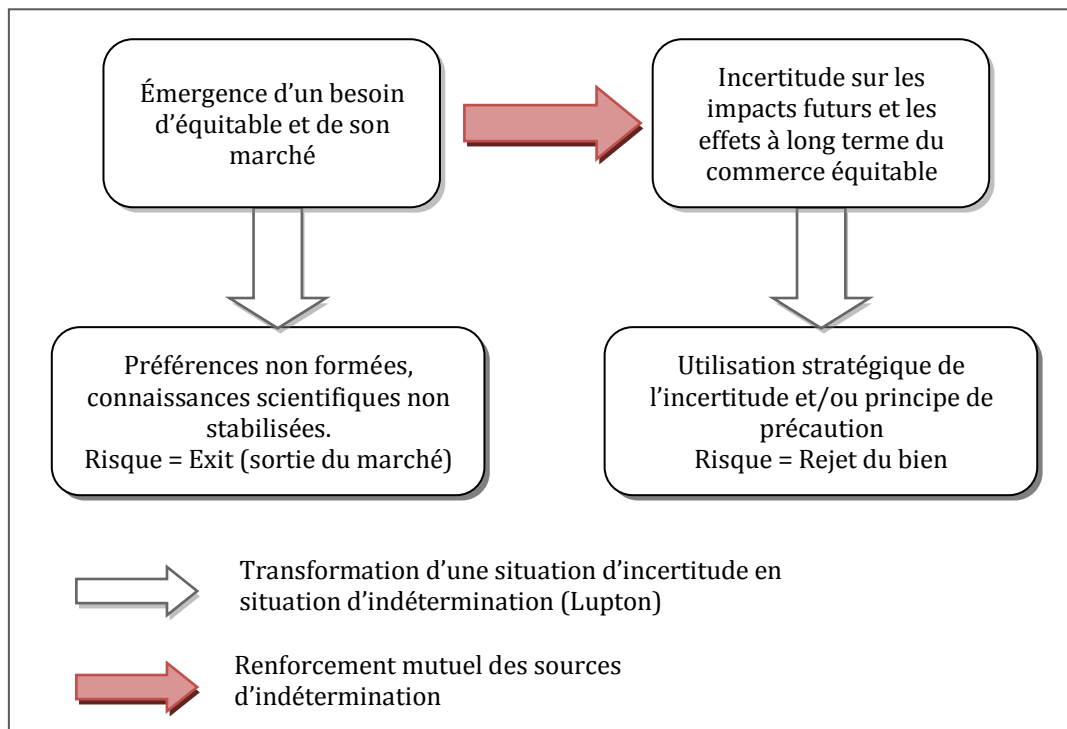 Émergence d’un besoin
d’équitable et de son
marché
Incertitude sur les
impacts futurs et les
effets à long terme du
commerce équitable
Préférences non formées,
connaissances scientifiques non
stabilisées.
Risque = Exit (sortie du marché)
Utilisation stratégique de
l’incertitude et/ou principe de
précaution
Risque = Rejet du bien
Transformation d’une situation d’incertitude en
situation d’indétermination (Lupton)
Renforcement mutuel des sources
d’indétermination